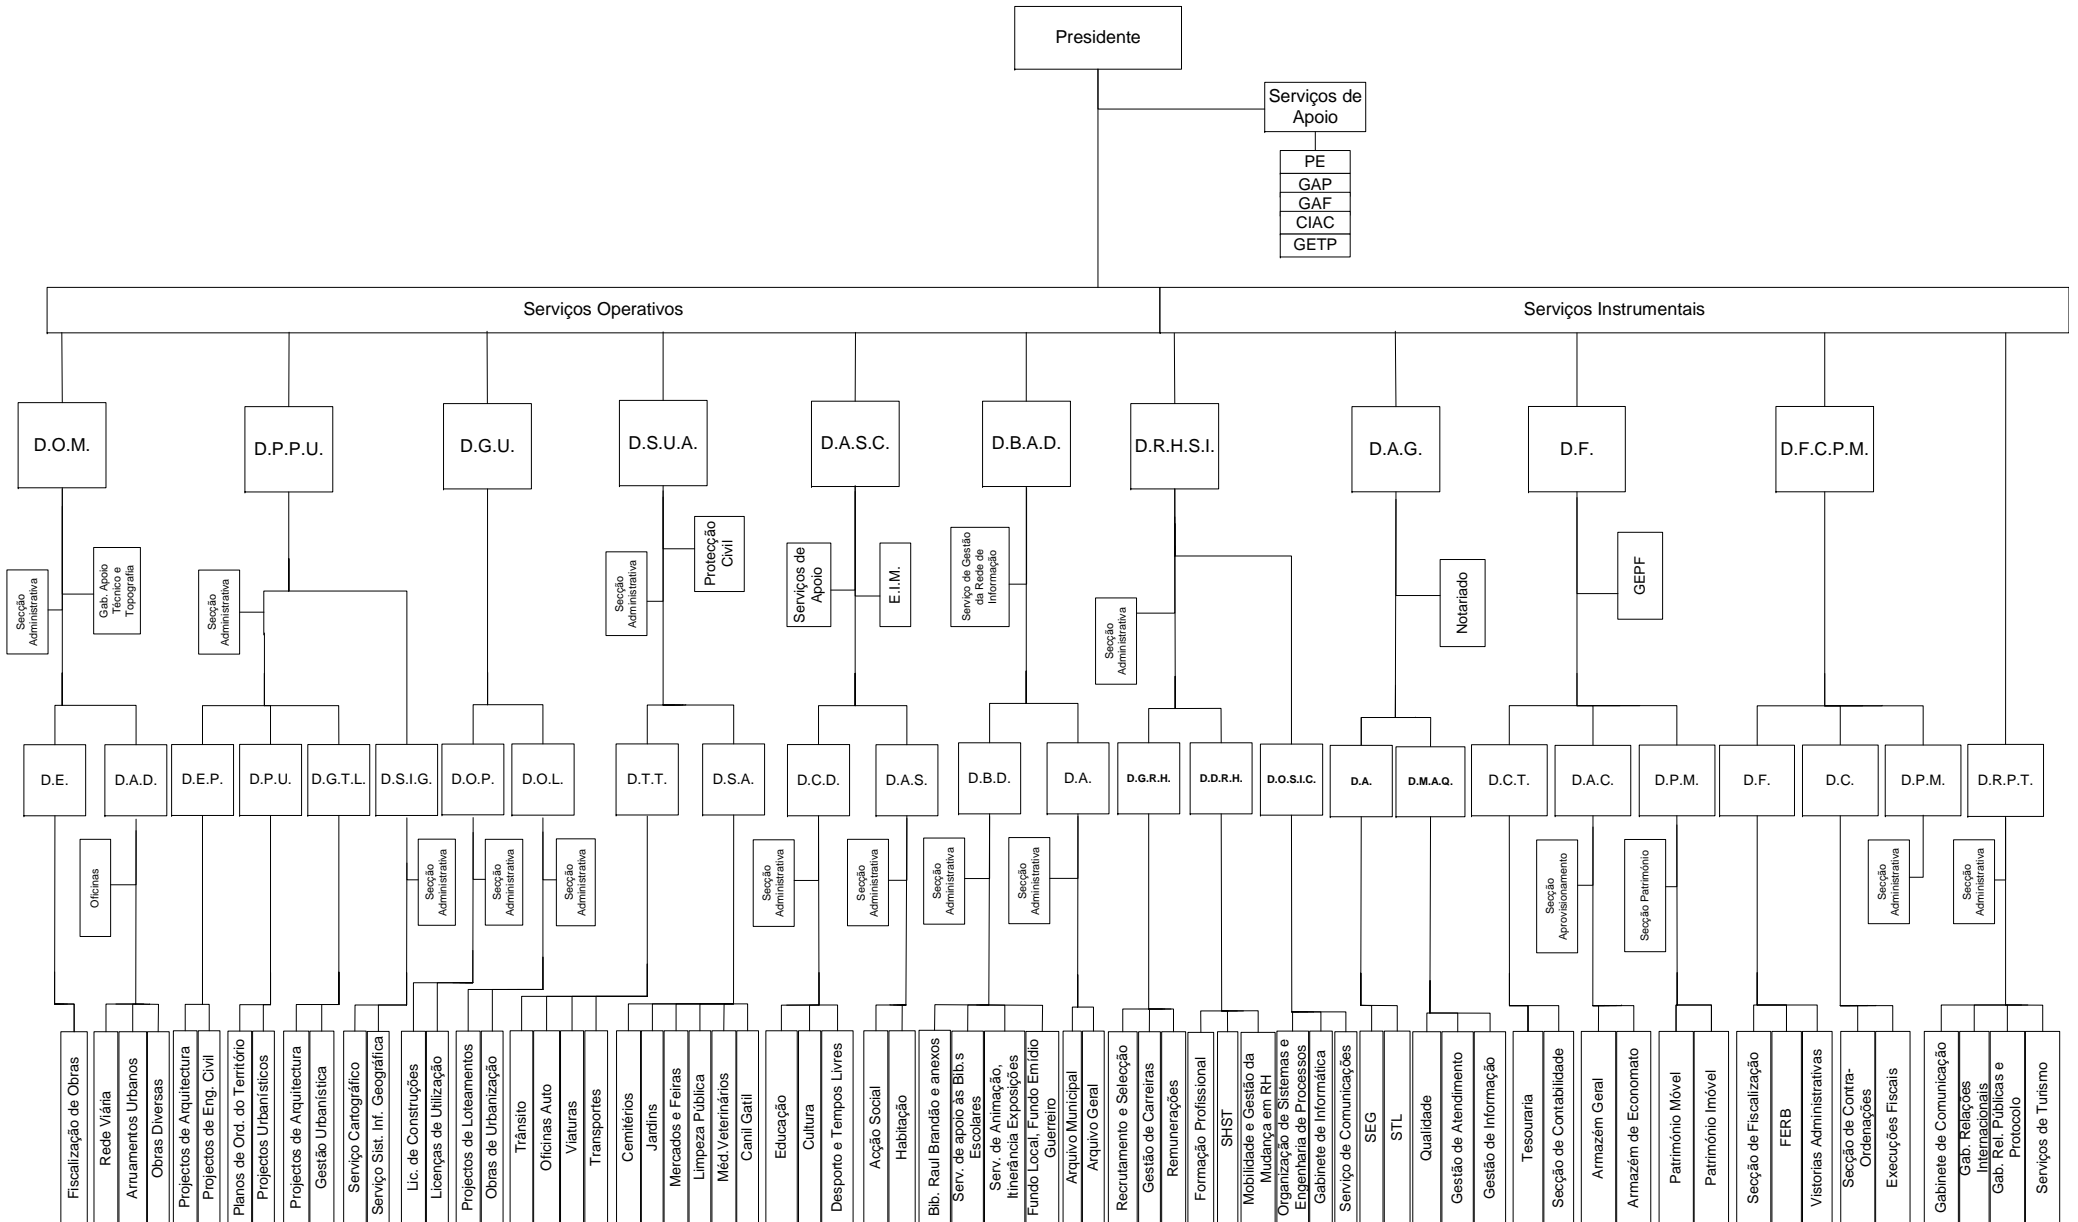 Presidente
Serviços de
Apoio
PE
GAP
GAF
CIAC
GETP
Serviços Operativos
Serviços Instrumentais
D.O.M.
D.P.P.U.
D.G.U.
D.S.U.A.
D.A.S.C.
D.B.A.D.
D.R.H.S.I.
D.A.G.
D.F.
D.F.C.P.M.
Secção
Administrativa
Gab. Apoio
Técnico e
Topografia
Secção
Administrativa
Secção
Administrativa
Protecção
Civil
Serviços de
Apoio
E.I.M.
Serviço de Gestão
da Rede de
Informação
Secção
Administrativa
Notariado
GEPF
D.E.
D.A.D.
D.E.P.
D.P.U.
D.G.T.L.
D.S.I.G.
D.O.P.
D.O.L.
D.T.T.
D.S.A.
D.C.D.
D.A.S.
D.B.D.
D.A.
D.G.R.H.
D.D.R.H.
D.O.S.I.C.
D.A.
D.M.A.Q.
D.C.T.
D.A.C.
D.P.M.
D.F.
D.C.
D.P.M.
D.R.P.T.
Oficinas
Secção
Administrativa
Secção
Administrativa
Secção
Administrativa
Secção
Administrativa
Secção
Administrativa
Secção
Administrativa
Secção
Administrativa
Secção
Aprovisionamento
Secção Património
Secção
Administrativa
Secção
Administrativa
Fiscalização de Obras
Rede Viária
Arruamentos Urbanos
Obras Diversas
Projectos de Arquitectura
Projectos de Eng. Civil
Planos de Ord. do Território
Projectos Urbanísticos
Projectos de Arquitectura
Gestão Urbanística
Serviço Cartográfico
Serviço Sist. Inf. Geográfica
Lic. de Construções
Licenças de Utilização
Projectos de Loteamentos
Obras de Urbanização
Trânsito
Oficinas Auto
Viaturas
Transportes
Cemitérios
Jardins
Mercados e Feiras
Limpeza Pública
Méd.Veterinários
Canil Gatil
Educação
Cultura
Desporto e Tempos Livres
Acção Social
Habitação
Bib. Raul Brandão e anexos
Serv. de apoio às Bib.s
Escolares
Serv. de Animação,
Itinerância Exposições
Fundo Local, Fundo Emídio
Guerreiro
Arquivo Municipal
Arquivo Geral
Recrutamento e Selecção
Gestão de Carreiras
Remunerações
Formação Profissional
SHST
Mobilidade e Gestão da
Mudança em RH
Organização de Sistemas e
Engenharia de Processos
Gabinete de Informática
Serviço de Comunicações
SEG
STL
Qualidade
Gestão de Atendimento
Gestão de Informação
Tesouraria
Secção de Contabilidade
Armazém Geral
Armazém de Economato
Património Móvel
Património Imóvel
Secção de Fiscalização
FERB
Vistorias Administrativas
Secção de Contra-
Ordenações
Execuções Fiscais
Gabinete de Comunicação
Gab. Relações
Internacionais
Gab. Rel. Públicas e
Protocolo
Serviços de Turismo